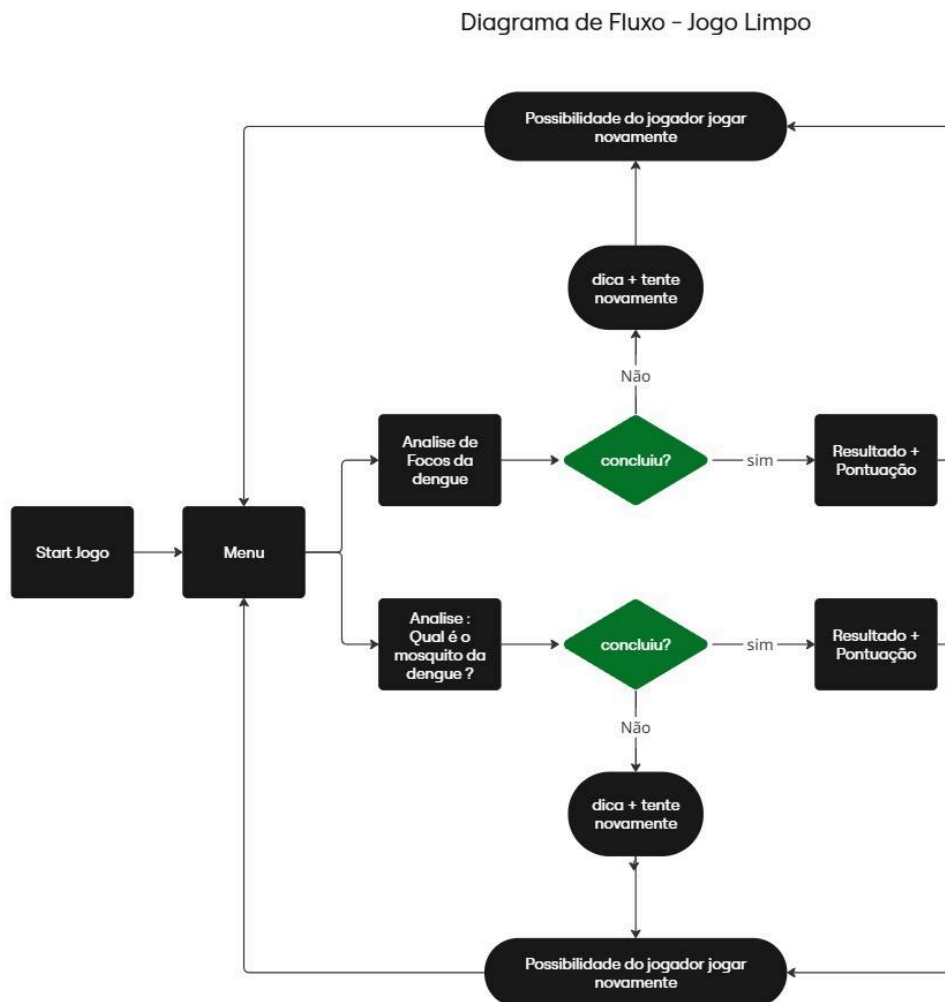 Diagrama de Fluxo - Jogo Limpo
Possibilidade do jogador jogar
novamente
dica + tente
novamente
Não
Analise de
Focos da
dengue
concluiu?
sim
Resultado +
Pontuação
Start Jogo
Menu
Analise :
Qual é o
mosquito da
dengue ?
concluiu?
sim
Resultado +
Pontuação
Não
dica + tente
novamente
Possibilidade do jogador jogar
novamente